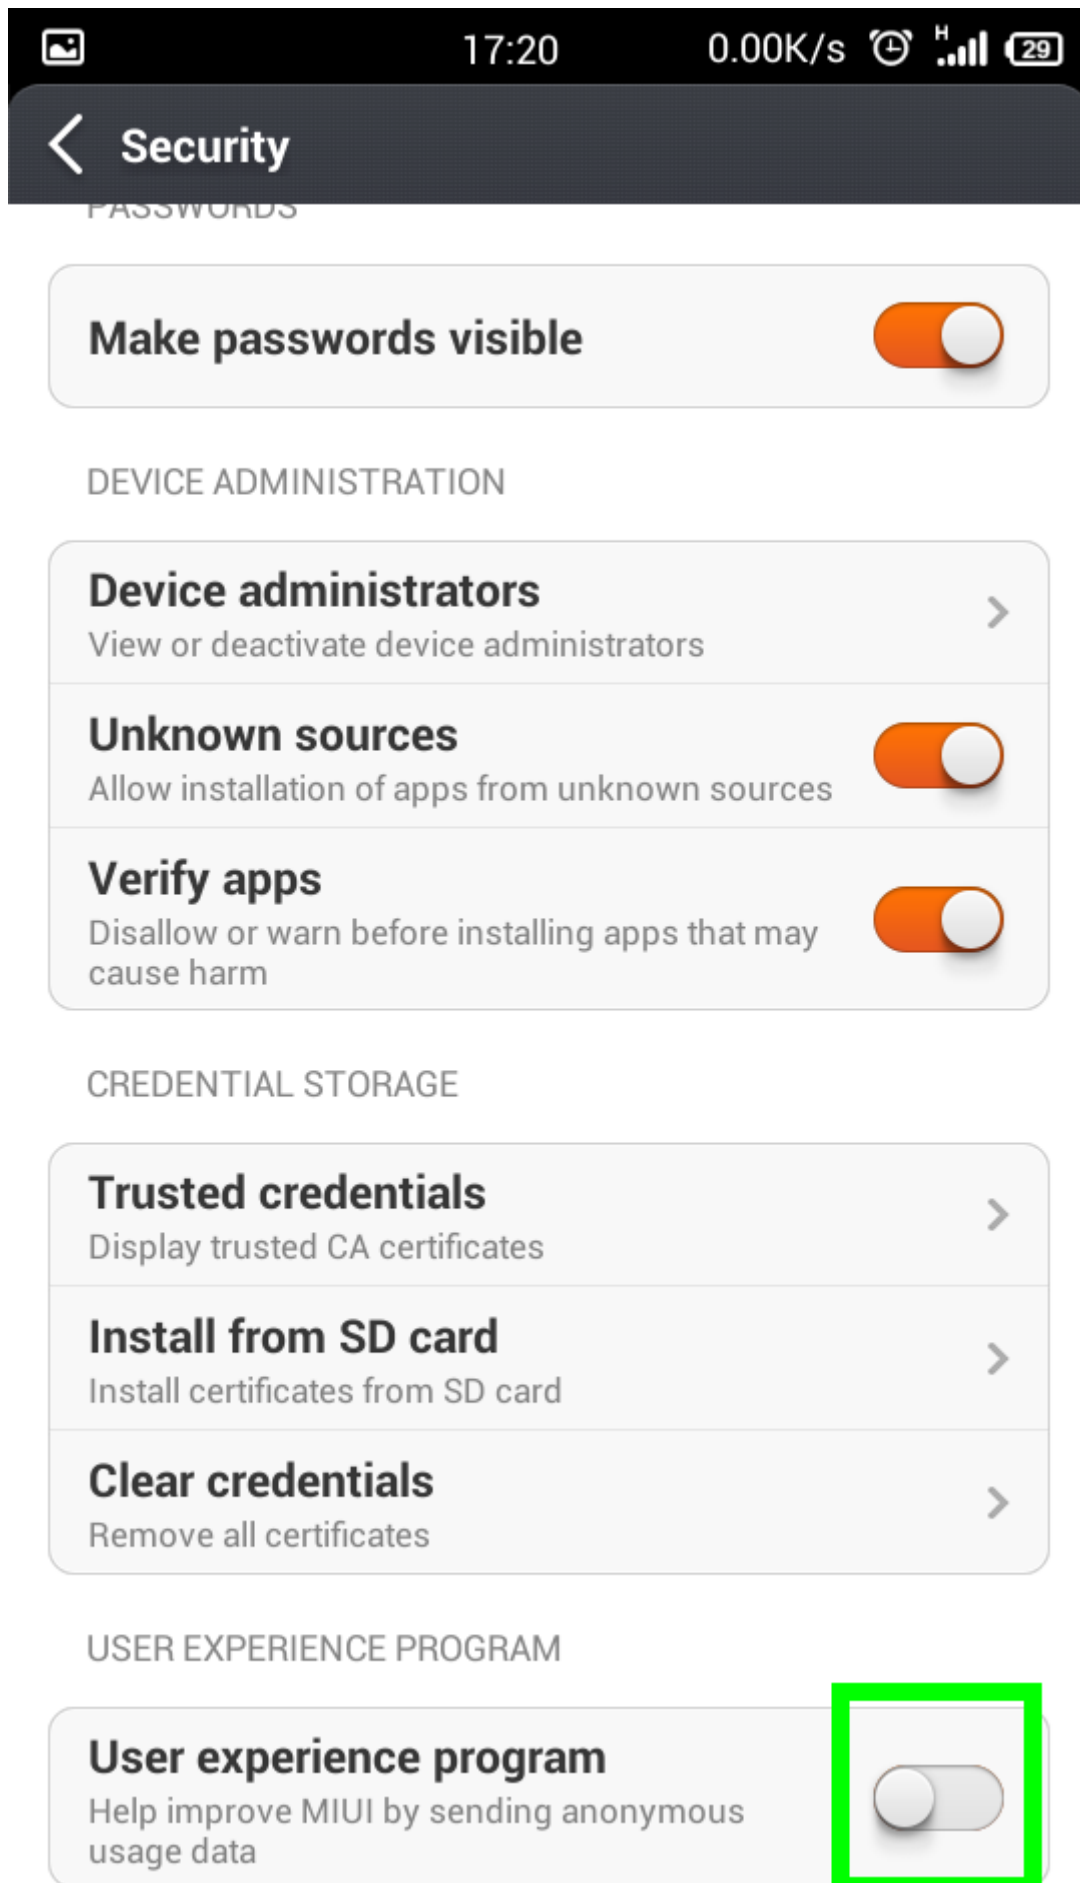 17:20 0.00K/s H 29
Security
PASSWORDS
Make passwords visible
DEVICE ADMINISTRATION
Device administrators
View or deactivate device administrators
Unknown sources
Allow installation of apps from unknown sources
Verify apps
Disallow or warn before installing apps that may
cause harm
CREDENTIAL STORAGE
Trusted credentials
Display trusted CA certificates
Install from SD card
Install certificates from SD card
Clear credentials
Remove all certificates
USER EXPERIENCE PROGRAM
User experience program
Help improve MIUI by sending anonymous
usage data